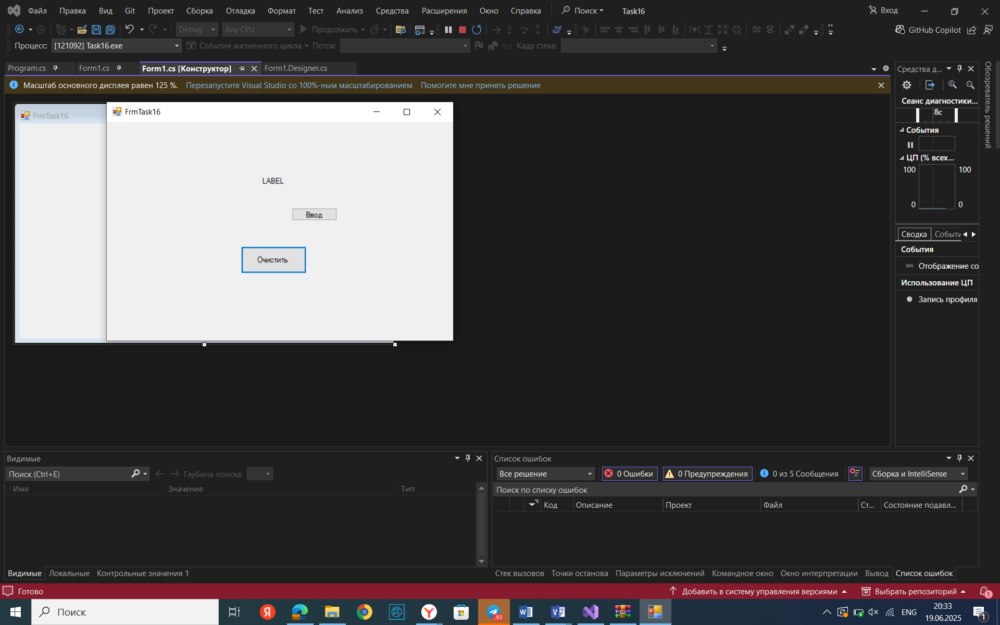 Файл Правка Вид Git Проект Сборка Отладка Формат Тест Анализ Средства Расширения Окно Справка Поиск Task16 Вход
Debug Any CPU Продолжить GitHub Copilot
Процесс: [121092] Task16.exe События жизненного цикла Поток: Кадр стека:
Program.cs Form1.cs Form1.cs [Конструктор] Form1.Designer.cs
Масштаб основного дисплея равен 125 %. Перезапустите Visual Studio со 100%-ным масштабированием Помогите мне принять решение
FrmTask16
FrmTask16
LABEL
Ввод
Очистить
Средства д...
Сеанс диагностики...
8с
События
ЦП (% всех...
100 100
0 0
Сводка Событи
События
Отображение со
Использование ЦП
Запись профиля
Обозреватель решений
Видимые
Поиск (Ctrl+E) Глубина поиска:
Имя Значение Тип
Видимые Локальные Контрольные значения 1
Список ошибок
Все решение 0 Ошибки 0 Предупреждения 0 из 5 Сообщения Сборка и IntelliSense
Поиск по списку ошибок
Код Описание Проект Файл Ст... Состояние подавл...
Стек вызовов Точки останова Параметры исключений Командное окно Окно интерпретации Вывод Список ошибок
Готово Добавить в систему управления версиями Выбрать репозиторий 1
Поиск Я Y ..83 ENG 20:33
19.06.2025 1